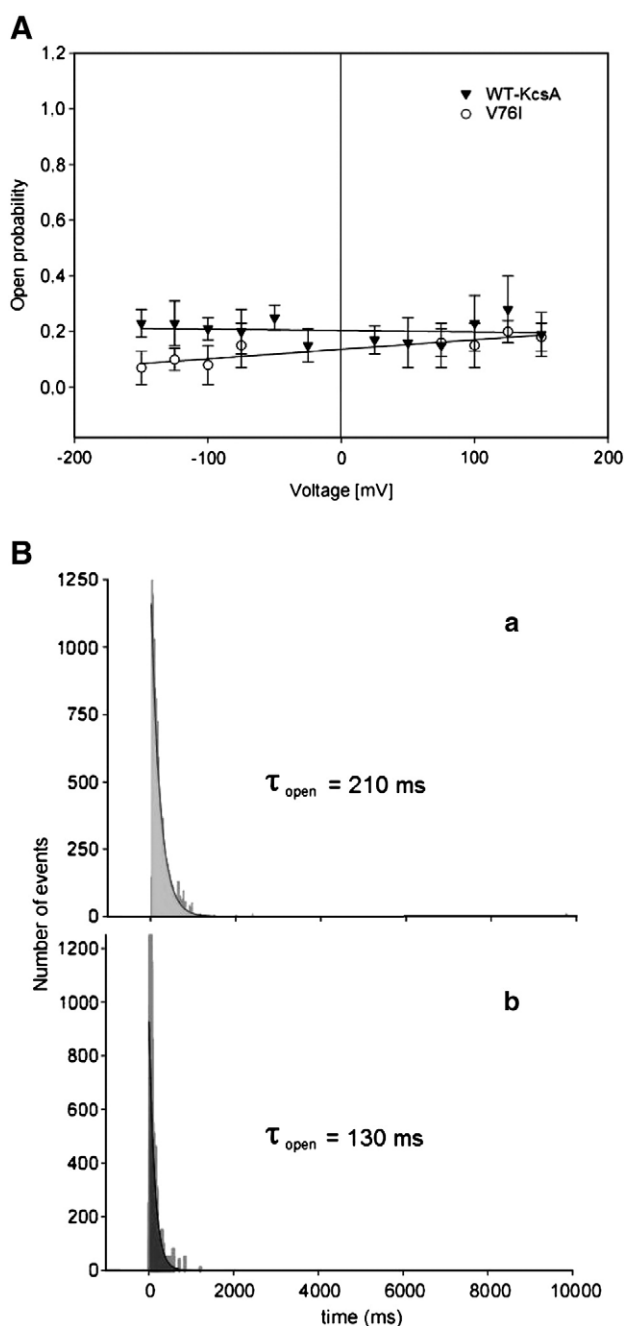 A
1.2
1.0
0.8
0.6
0.4
0.2
0.0
Open probability
WT-KcsA
V76I
-200
-100
0
100
200
Voltage [mV]
B
1250
1000
750
500
250
0
a
τ open = 210 ms
Number of events
1200
1000
800
600
400
200
0
b
τ open = 130 ms
0
2000
4000
6000
8000
10000
time (ms)